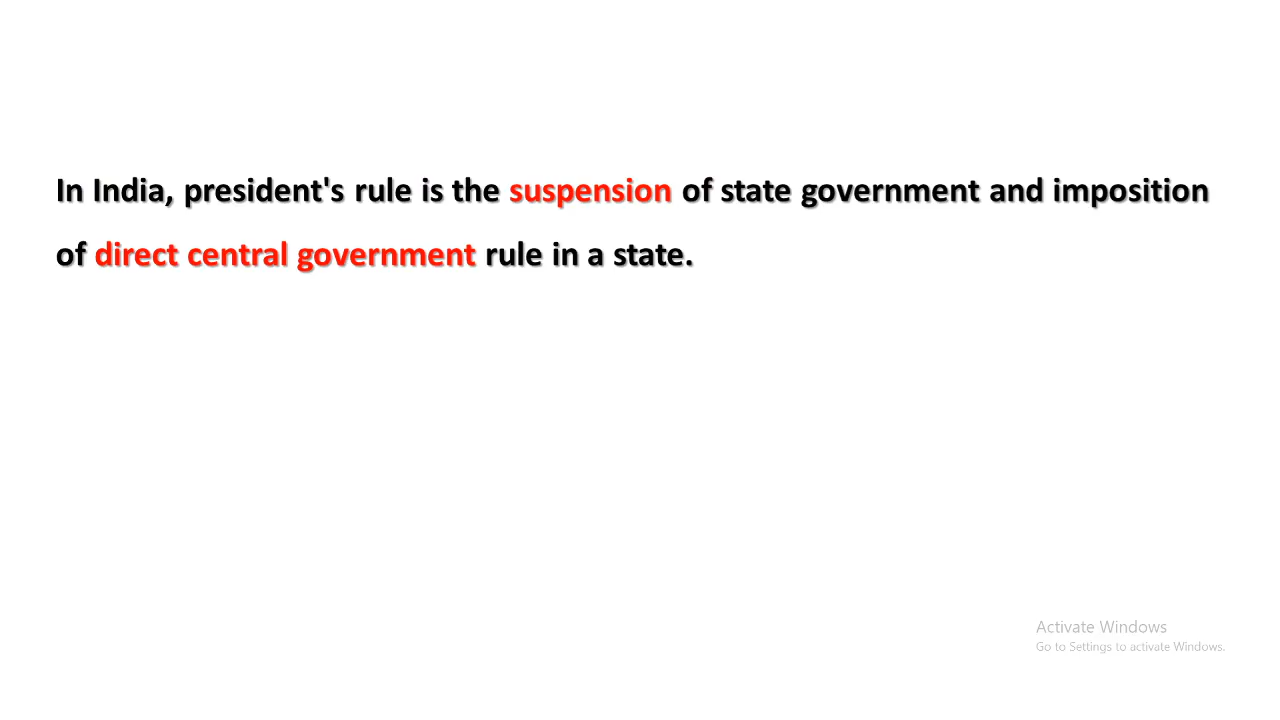 In India, president's rule is the suspension of state government and imposition
of direct central government rule in a state.
Activate Windows
Go to Settings to activate Windows.